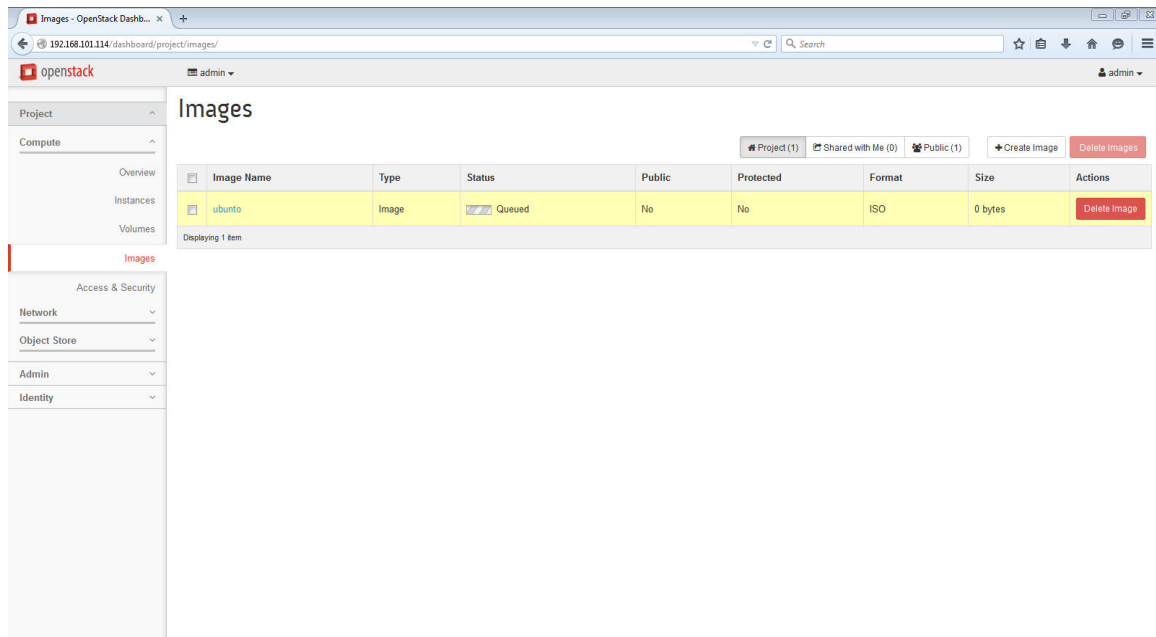 Images - OpenStack Dashb... × +
192.168.101.114/dashboard/project/images/ Search
openstack admin admin
Project
Compute
Overview
Instances
Volumes
Images
Access & Security
Network
Object Store
Admin
Identity
Images
Project (1) Shared with Me (0) Public (1) +Create Image Delete Images
Image Name Type Status Public Protected Format Size Actions
ubunto Image Queued No No ISO 0 bytes Delete Image
Displaying 1 item